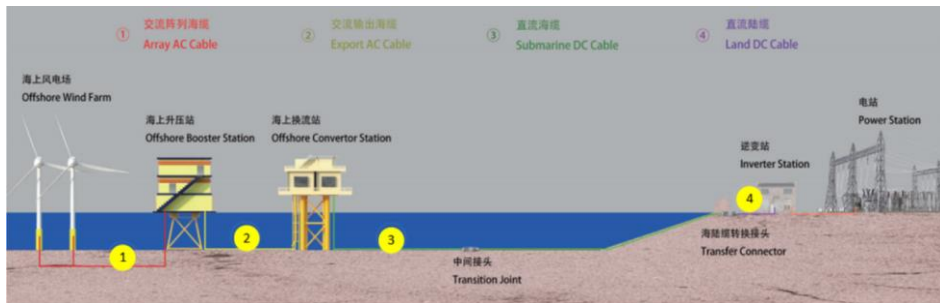 ① 交流阵列海缆
Array AC Cable
② 交流输出海缆
Export AC Cable
③ 直流海缆
Submarine DC Cable
④ 直流陆缆
Land DC Cable
海上风电场
Offshore Wind Farm
海上升压站
Offshore Booster Station
海上换流站
Offshore Convertor Station
电站
Power Station
逆变站
Inverter Station
4
海陆缆转换接头
Transfer Connector
1
2
3
中间接头
Transition Joint